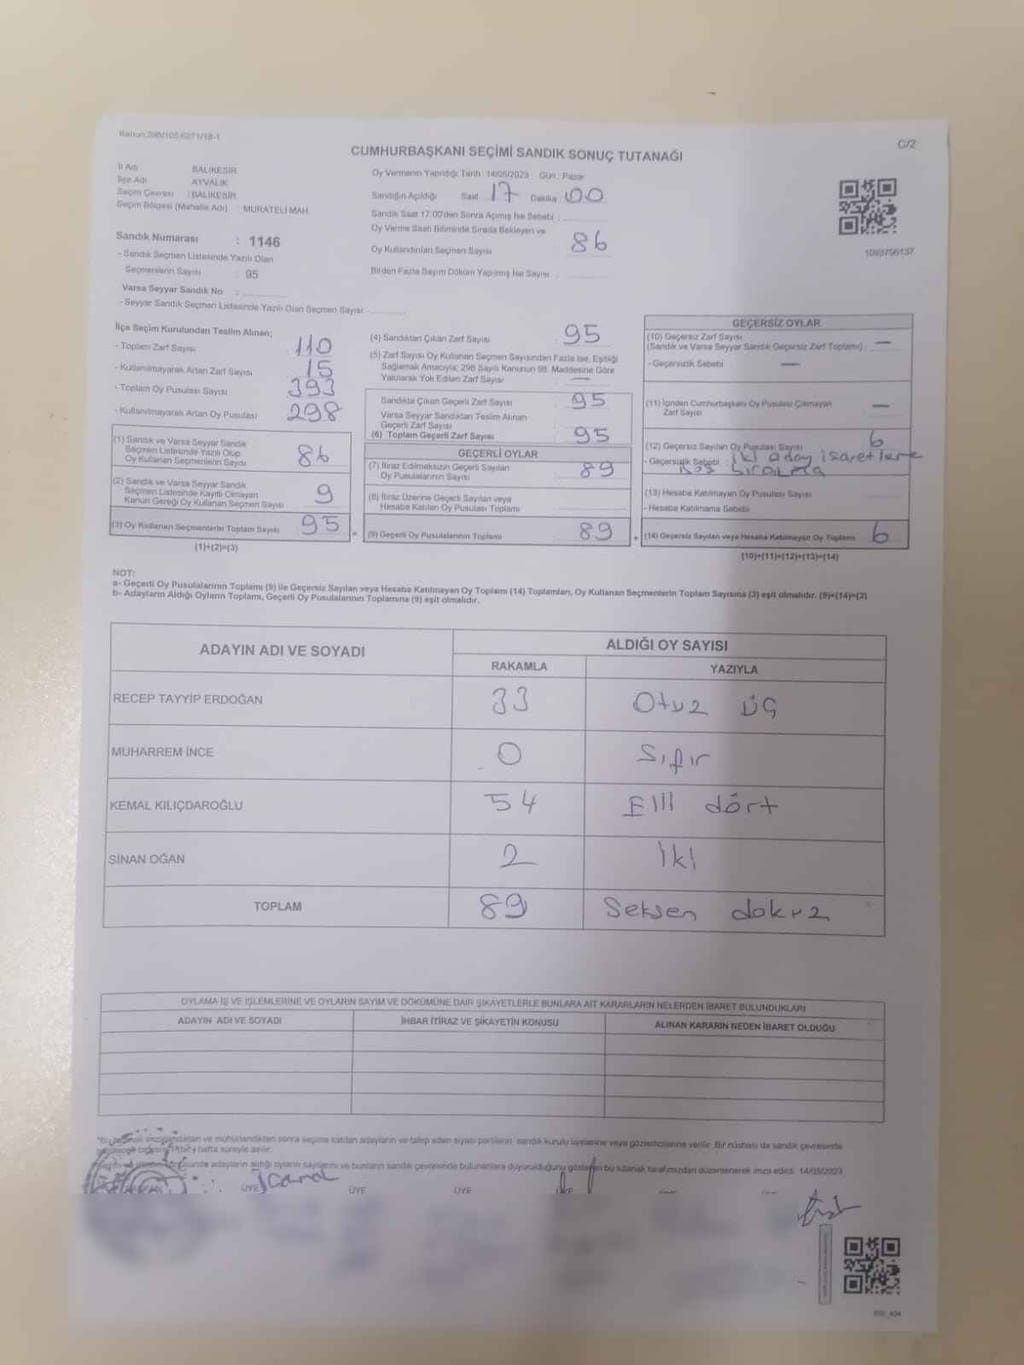 Kanun:298/105-6271/18-1
C/2
CUMHURBAŞKANI SEÇİMİ SANDIK SONUÇ TUTANAĞI
İl Adı : BALIKESİR
İlçe Adı : AYVALIK
Seçim Çevresi : BALIKESİR
Seçim Bölgesi (Mahalle Adı) : MURATELİ MAH.
Sandık Numarası : 1146
- Sandık Seçmen Listesinde Yazılı Olan
Seçmenlerin Sayısı : 95
Varsa Seyyar Sandık No :
- Seyyar Sandık Seçmen Listesinde Yazılı Olan Seçmen Sayısı
Oy Vermenin Yapıldığı Tarih : 14/05/2023 Gün : Pazar
Sandığın Açıldığı Saat 17 Dakika 00
Sandık Saat 17.00'den Sonra Açılmış İse Sebebi :
Oy Verme Saati Bitiminde Sırada Bekleyen ve
Oy Kullandırılan Seçmen Sayısı 86
Birden Fazla Sayım Döküm Yapılmış İse Sayısı :
1093706137
İlçe Seçim Kurulundan Teslim Alınan;
- Toplam Zarf Sayısı 110
- Kullanılmayarak Artan Zarf Sayısı 15
- Toplam Oy Pusulası Sayısı 393
- Kullanılmayarak Artan Oy Pusulası 298
(1) Sandık ve Varsa Seyyar Sandık
Seçmen Listesinde Yazılı Olup
Oy Kullanan Seçmenlerin Sayısı 86
(2) Sandık ve Varsa Seyyar Sandık
Seçmen Listesinde Kayıtlı Olmayan
Kanun Gereği Oy Kullanan Seçmen Sayısı 9
(3) Oy Kullanan Seçmenlerin Toplam Sayısı 95
(1)+(2)=(3)
(4) Sandıktan Çıkan Zarf Sayısı 95
(5) Zarf Sayısı Oy Kullanan Seçmen Sayısından Fazla İse, Eşitliği
Sağlamak Amacıyla; 298 Sayılı Kanunun 98. Maddesine Göre
Yakılarak Yok Edilen Zarf Sayısı —
Sandıkta Çıkan Geçerli Zarf Sayısı 95
Varsa Seyyar Sandıktan Teslim Alınan
Geçerli Zarf Sayısı
(6) Toplam Geçerli Zarf Sayısı 95
GEÇERLİ OYLAR
(7) İtiraz Edilmeksizin Geçerli Sayılan
Oy Pusulalarının Sayısı 89
(8) İtiraz Üzerine Geçerli Sayılan veya
Hesaba Katılan Oy Pusulası Toplamı
(9) Geçerli Oy Pusulalarının Toplamı 89
GEÇERSİZ OYLAR
(10) Geçersiz Zarf Sayısı
(Sandık ve Varsa Seyyar Sandık Geçersiz Zarf Toplamı) : —
- Geçersizlik Sebebi —
(11) İçinden Cumhurbaşkanı Oy Pusulası Çıkmayan
Zarf Sayısı —
(12) Geçersiz Sayılan Oy Pusulası Sayısı 6
- Geçersizlik Sebebi : iki aday işaretleme
boş bırakma
(13) Hesaba Katılmayan Oy Pusulası Sayısı
- Hesaba Katılmama Sebebi
(14) Geçersiz Sayılan veya Hesaba Katılmayan Oy Toplamı 6
(10)+(11)+(12)+(13)=(14)
NOT:
a- Geçerli Oy Pusulalarının Toplamı (9) ile Geçersiz Sayılan veya Hesaba Katılmayan Oy Toplamı (14) Toplamları, Oy Kullanan Seçmenlerin Toplam Sayısına (3) eşit olmalıdır. (9)+(14)=(3)
b- Adayların Aldığı Oyların Toplamı, Geçerli Oy Pusulalarının Toplamına (9) eşit olmalıdır.
ADAYIN ADI VE SOYADI
ALDIĞI OY SAYISI
RAKAMLA YAZIYLA
RECEP TAYYİP ERDOĞAN 33 Otuz üç
MUHARREM İNCE 0 Sıfır
KEMAL KILIÇDAROĞLU 54 Elli dört
SİNAN OĞAN 2 İki
TOPLAM 89 Seksen dokuz
OYLAMA İŞ VE İŞLEMLERİNE VE OYLARIN SAYIM VE DÖKÜMÜNE DAİR ŞİKAYETLERLE BUNLARA AİT KARARLARIN NELERDEN İBARET BULUNDUKLARI
ADAYIN ADI VE SOYADI İHBAR İTİRAZ VE ŞİKAYETİN KONUSU ALINAN KARARIN NEDEN İBARET OLDUĞU
ve mühürlendikten sonra seçime katılan adayların ve talep eden siyasi partilerin sandık kurulu üyelerine veya gözlemcilerine verilir. Bir nüshası da sandık çevresinde
bir hafta süreyle asılır.
adayların aldığı oyların sayılarını ve bunların sandık çevresinde bulunanlara duyurulduğunu gösteren bu tutanak tarafımızdan düzenlenerek imza edildi. 14/05/2023
ÜYE ÜYE ÜYE ÜYE